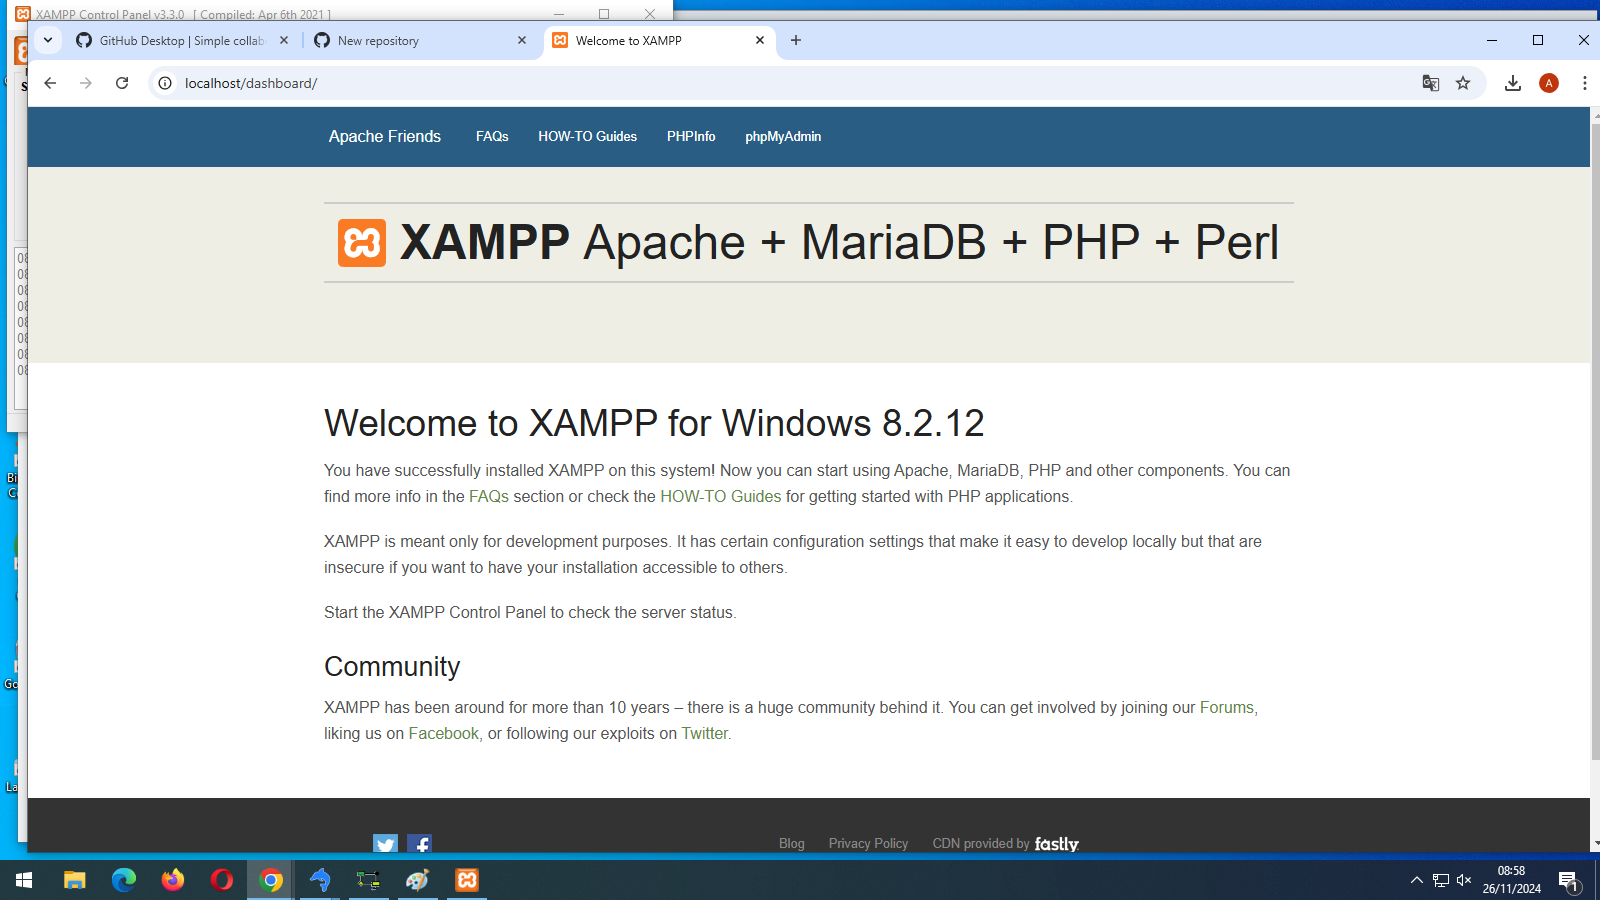 XAMPP Control Panel v3.3.0 [ Compiled: Apr 6th 2021 ]
GitHub Desktop | Simple collab
New repository
Welcome to XAMPP
localhost/dashboard/
A
Apache Friends
FAQs
HOW-TO Guides
PHPInfo
phpMyAdmin
XAMPP Apache + MariaDB + PHP + Perl
Welcome to XAMPP for Windows 8.2.12
You have successfully installed XAMPP on this system! Now you can start using Apache, MariaDB, PHP and other components. You can
find more info in the FAQs section or check the HOW-TO Guides for getting started with PHP applications.
XAMPP is meant only for development purposes. It has certain configuration settings that make it easy to develop locally but that are
insecure if you want to have your installation accessible to others.
Start the XAMPP Control Panel to check the server status.
Community
XAMPP has been around for more than 10 years – there is a huge community behind it. You can get involved by joining our Forums,
liking us on Facebook, or following our exploits on Twitter.
Blog
Privacy Policy
CDN provided by fastly
08:58
26/11/2024
1